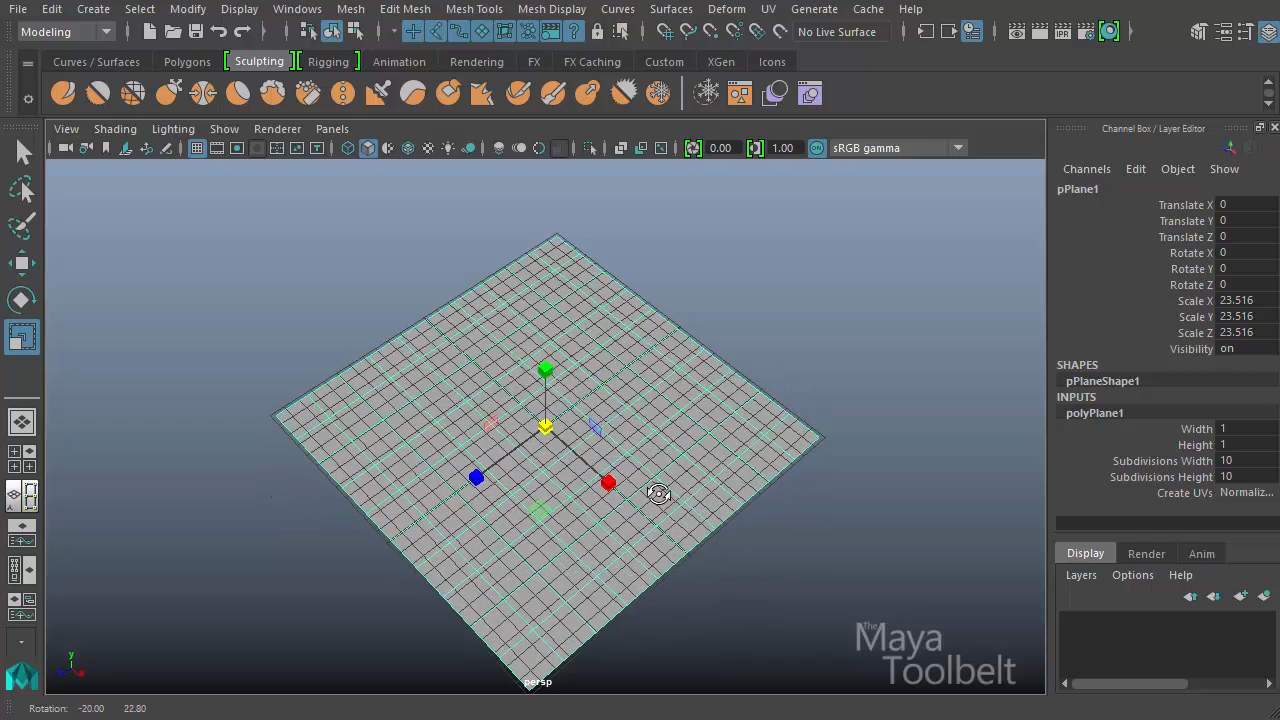 File Edit Create Select Modify Display Windows Mesh Edit Mesh Mesh Tools Mesh Display Curves Surfaces Deform UV Generate Cache Help
Modeling No Live Surface
IPR
Curves / Surfaces Polygons Sculpting Rigging Animation Rendering FX FX Caching Custom XGen Icons
View Shading Lighting Show Renderer Panels
0.00 1.00 ON sRGB gamma
Channel Box / Layer Editor
Channels Edit Object Show
pPlane1
Translate X 0
Translate Y 0
Translate Z 0
Rotate X 0
Rotate Y 0
Rotate Z 0
Scale X 23.516
Scale Y 23.516
Scale Z 23.516
Visibility on
SHAPES
pPlaneShape1
INPUTS
polyPlane1
Width 1
Height 1
Subdivisions Width 10
Subdivisions Height 10
Create UVs Normaliz...
Display Render Anim
Layers Options Help
y
persp
The
Maya
Toolbelt
Rotation: -20.00 22.80